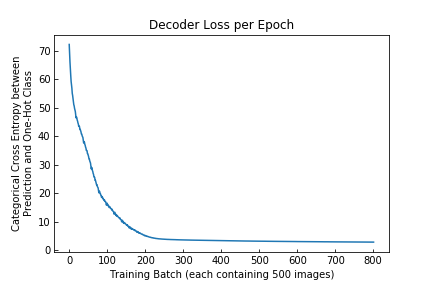 Decoder Loss per Epoch
Categorical Cross Entropy between
Prediction and One-Hot Class
70
60
50
40
30
20
10
0
0 100 200 300 400 500 600 700 800
Training Batch (each containing 500 images)